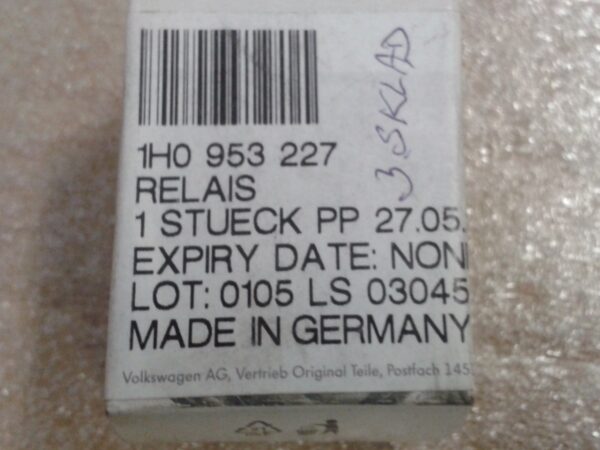 1H0 953 227
RELAIS
1 STUECK PP 27.05.
EXPIRY DATE: NON
LOT: 0105 LS 03045
MADE IN GERMANY
Volkswagen AG, Vertrieb Original Teile, Postfach 145
3 SKLAD